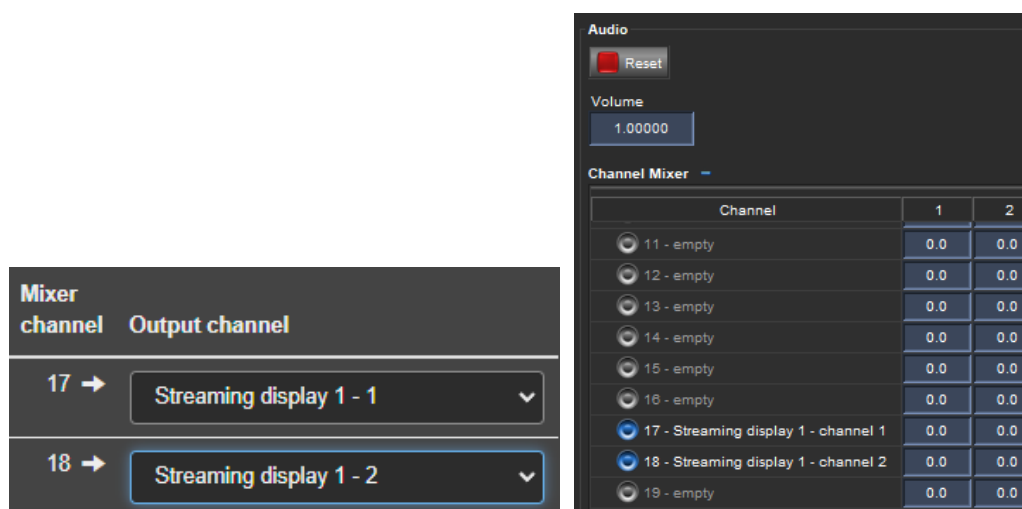 Mixer
channel Output channel
17 Streaming display 1 - 1
18 Streaming display 1 - 2
Audio
Reset
Volume
1.00000
Channel Mixer
Channel 1 2
11 - empty 0.0 0.0
12 - empty 0.0 0.0
13 - empty 0.0 0.0
14 - empty 0.0 0.0
15 - empty 0.0 0.0
16 - empty 0.0 0.0
17 - Streaming display 1 - channel 1 0.0 0.0
18 - Streaming display 1 - channel 2 0.0 0.0
19 - empty 0.0 0.0